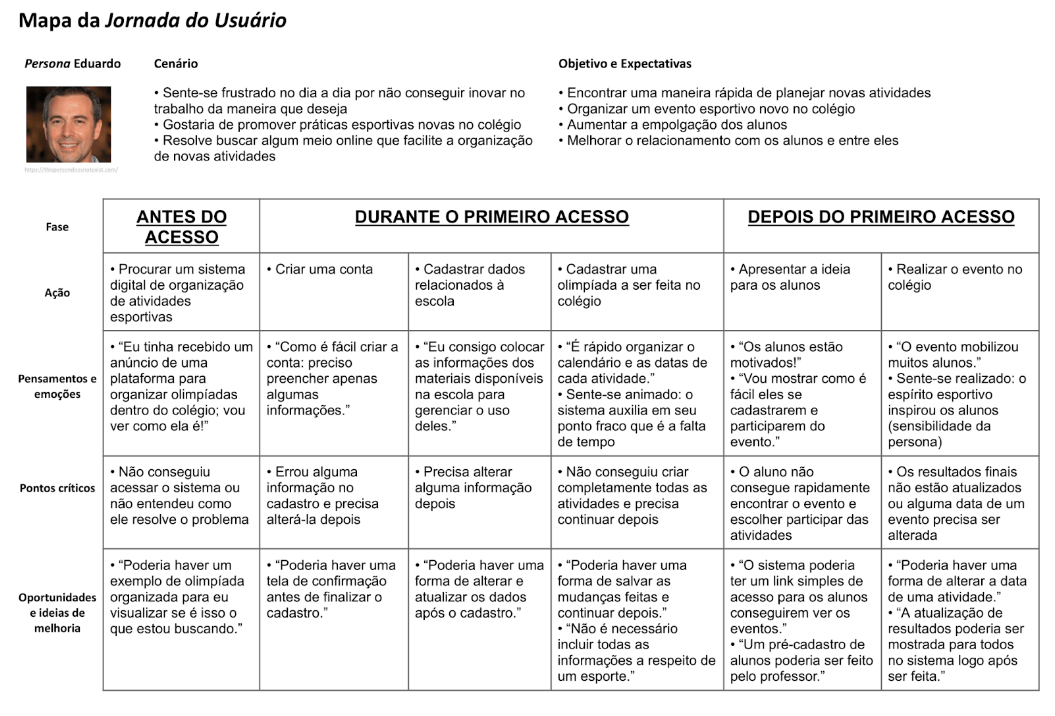 Mapa da Jornada do Usuário
Persona Eduardo
Cenário
• Sente-se frustrado no dia a dia por não conseguir inovar no
trabalho da maneira que deseja
• Gostaria de promover práticas esportivas novas no colégio
• Resolve buscar algum meio online que facilite a organização
de novas atividades
Objetivo e Expectativas
• Encontrar uma maneira rápida de planejar novas atividades
• Organizar um evento esportivo novo no colégio
• Aumentar a empolgação dos alunos
• Melhorar o relacionamento com os alunos e entre eles
Fase
ANTES DO
ACESSO
DURANTE O PRIMEIRO ACESSO
DEPOIS DO PRIMEIRO ACESSO
Ação
• Procurar um sistema
digital de organização
de atividades
esportivas
• Criar uma conta
• Cadastrar dados
relacionados à
escola
• Cadastrar uma
olimpíada a ser feita no
colégio
• Apresentar a ideia
para os alunos
• Realizar o evento no
colégio
Pensamentos e
emoções
• “Eu tinha recebido um
anúncio de uma
plataforma para
organizar olimpíadas
dentro do colégio; vou
ver como ela é!”
• “Como é fácil criar a
conta: preciso
preencher apenas
algumas
informações.”
• “Eu consigo colocar
as informações dos
materiais disponíveis
na escola para
gerenciar o uso
deles.”
• “É rápido organizar o
calendário e as datas de
cada atividade.”
• Sente-se animado: o
sistema auxilia em seu
ponto fraco que é a falta
de tempo
• “Os alunos estão
motivados!”
• “Vou mostrar como é
fácil eles se
cadastrarem e
participarem do
evento.”
• “O evento mobilizou
muitos alunos.”
• Sente-se realizado: o
espírito esportivo
inspirou os alunos
(sensibilidade da
persona)
Pontos críticos
• Não conseguiu
acessar o sistema ou
não entendeu como
ele resolve o problema
• Errou alguma
informação no
cadastro e precisa
alterá-la depois
• Precisa alterar
alguma informação
depois
• Não conseguiu criar
completamente todas as
atividades e precisa
continuar depois
• O aluno não
consegue rapidamente
encontrar o evento e
escolher participar das
atividades
• Os resultados finais
não estão atualizados
ou alguma data de um
evento precisa ser
alterada
Oportunidades
e ideias de
melhoria
• “Poderia haver um
exemplo de olimpíada
organizada para eu
visualizar se é isso o
que estou buscando.”
• “Poderia haver uma
tela de confirmação
antes de finalizar o
cadastro.”
• “Poderia haver uma
forma de alterar e
atualizar os dados
após o cadastro.”
• “Poderia haver uma
forma de salvar as
mudanças feitas e
continuar depois.”
• “Não é necessário
incluir todas as
informações a respeito de
um esporte.”
• “O sistema poderia
ter um link simples de
acesso para os alunos
conseguirem ver os
eventos.”
• “Um pré-cadastro de
alunos poderia ser feito
pelo professor.”
• “Poderia haver uma
forma de alterar a data
de uma atividade.”
• “A atualização de
resultados poderia ser
mostrada para todos
no sistema logo após
ser feita.”